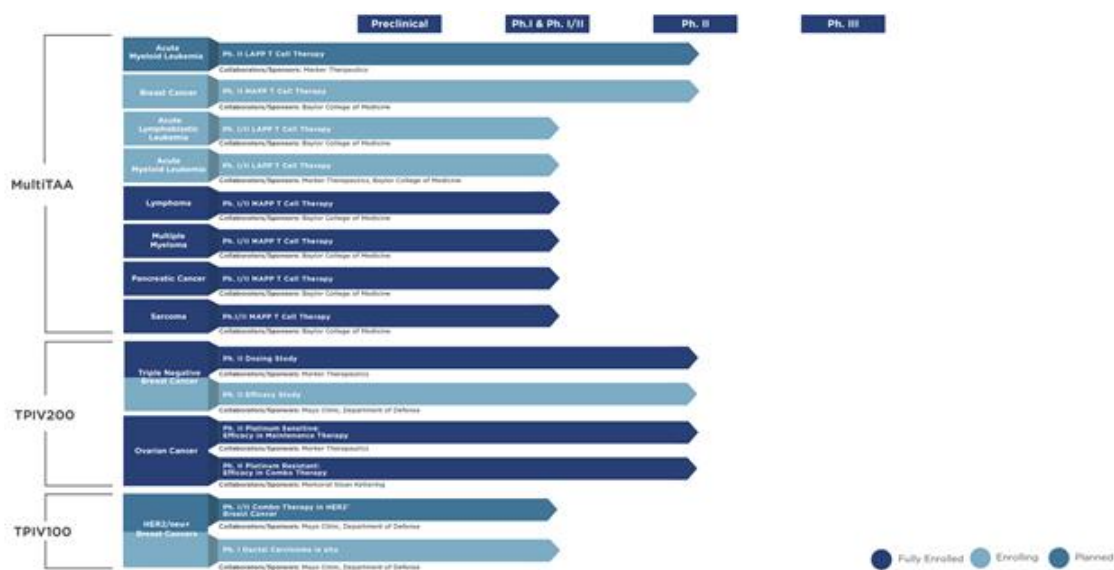 Preclinical
Ph.I & Ph. I/II
Ph. II
Ph. III
MultiTAA
Acute
Myeloid Leukemia
Ph. II LAPP T Cell Therapy
Collaborators/Sponsors: Marker Therapeutics
Breast Cancer
Ph. II MAPP T Cell Therapy
Collaborators/Sponsors: Baylor College of Medicine
Acute
Lymphoblastic
Leukemia
Ph. I/II LAPP T Cell Therapy
Collaborators/Sponsors: Baylor College of Medicine
Acute
Myeloid Leukemia
Ph. I/II LAPP T Cell Therapy
Collaborators/Sponsors: Marker Therapeutics, Baylor College of Medicine
Lymphoma
Ph. I/II MAPP T Cell Therapy
Collaborators/Sponsors: Baylor College of Medicine
Multiple
Myeloma
Ph. I/II MAPP T Cell Therapy
Collaborators/Sponsors: Baylor College of Medicine
Pancreatic Cancer
Ph. I/II MAPP T Cell Therapy
Collaborators/Sponsors: Baylor College of Medicine
Sarcoma
Ph.I/II MAPP T Cell Therapy
Collaborators/Sponsors: Baylor College of Medicine
TPIV200
Triple Negative
Breast Cancer
Ph. II Dosing Study
Collaborators/Sponsors: Marker Therapeutics
Ph. II Efficacy Study
Collaborators/Sponsors: Mayo Clinic, Department of Defense
Ovarian Cancer
Ph. II Platinum Sensitive:
Efficacy in Maintenance Therapy
Collaborators/Sponsors: Marker Therapeutics
Ph. II Platinum Resistant:
Efficacy in Combo Therapy
Collaborators/Sponsors: Memorial Sloan Kettering
TPIV100
HER2/neu+
Breast Cancers
Ph. I/II Combo Therapy in HER2+
Breast Cancer
Collaborators/Sponsors: Mayo Clinic, Department of Defense
Ph. I Ductal Carcinoma in situ
Collaborators/Sponsors: Mayo Clinic, Department of Defense
Fully Enrolled
Enrolling
Planned